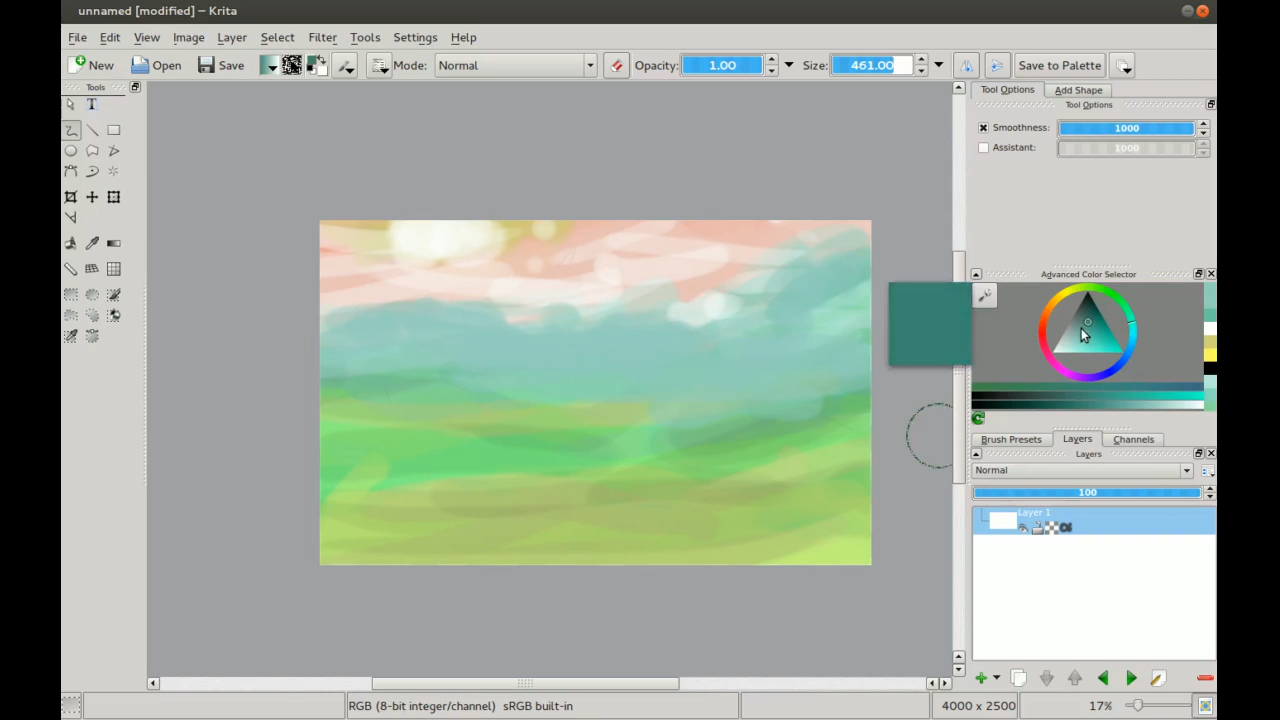 unnamed [modified] – Krita
File Edit View Image Layer Select Filter Tools Settings Help
New Open Save Mode: Normal Opacity: 1.00 Size: 461.00 Save to Palette
Tools
T
Tool Options Add Shape
Tool Options
Smoothness: 1000
Assistant: 1000
Advanced Color Selector
Brush Presets Layers Channels
Layers
Normal
100
Layer 1
RGB (8-bit integer/channel) sRGB built-in 4000 x 2500 17%